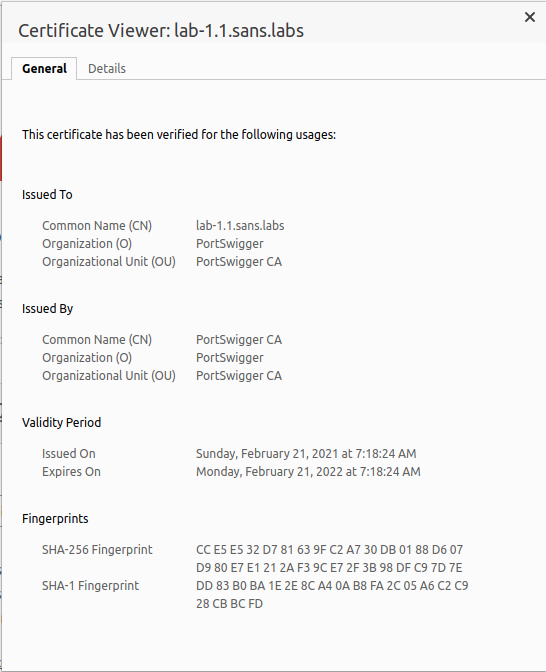 Certificate Viewer: lab-1.1.sans.labs
General Details
This certificate has been verified for the following usages:
Issued To
Common Name (CN) lab-1.1.sans.labs
Organization (O) PortSwigger
Organizational Unit (OU) PortSwigger CA
Issued By
Common Name (CN) PortSwigger CA
Organization (O) PortSwigger
Organizational Unit (OU) PortSwigger CA
Validity Period
Issued On Sunday, February 21, 2021 at 7:18:24 AM
Expires On Monday, February 21, 2022 at 7:18:24 AM
Fingerprints
SHA-256 Fingerprint CC E5 E5 32 D7 81 63 9F C2 A7 30 DB 01 88 D6 07
D9 80 E7 E1 21 2A F3 9C E7 2F 3B 98 DF C9 7D 7E
SHA-1 Fingerprint DD 83 B0 BA 1E 2E 8C A4 0A B8 FA 2C 05 A6 C2 C9
28 CB BC FD